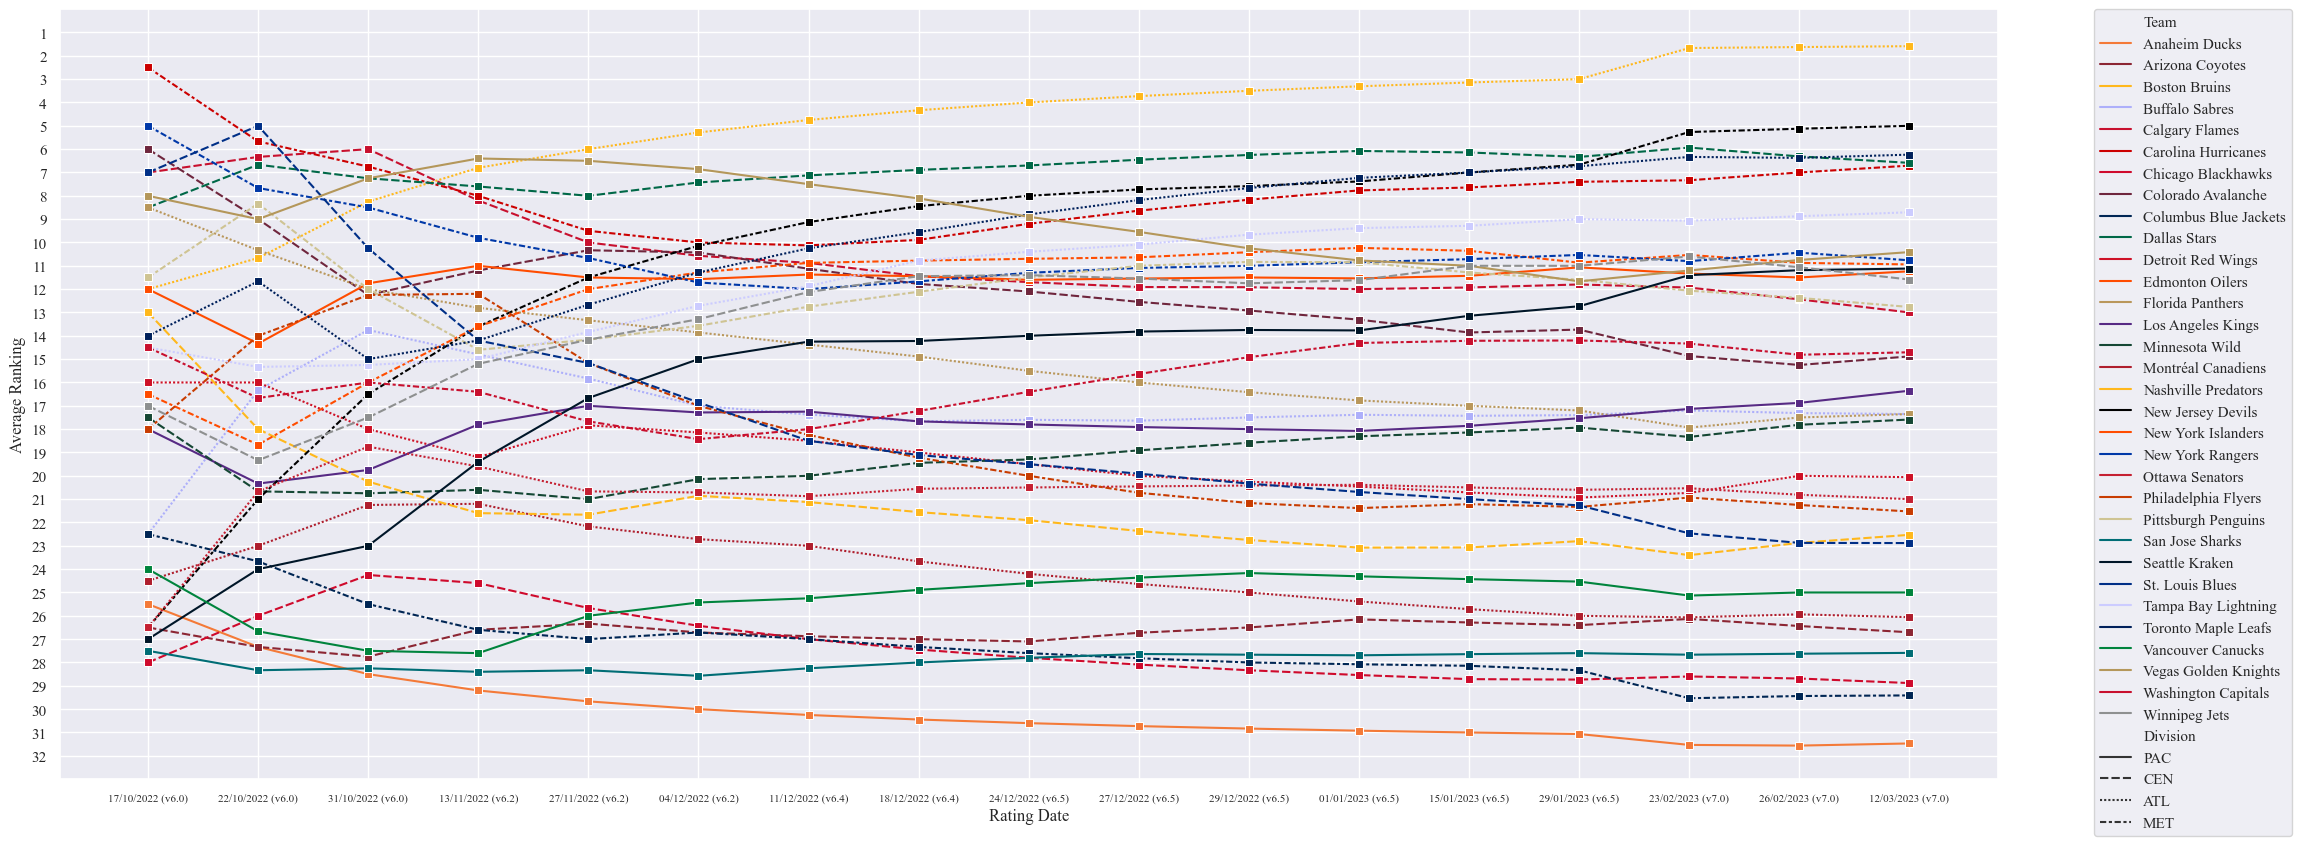 1
2
3
4
5
6
7
8
9
10
11
12
13
14
15
16
17
18
19
20
21
22
23
24
25
26
27
28
29
30
31
32
Average Ranking
17/10/2022 (v6.0) 22/10/2022 (v6.0) 31/10/2022 (v6.0) 13/11/2022 (v6.2) 27/11/2022 (v6.2) 04/12/2022 (v6.2) 11/12/2022 (v6.4) 18/12/2022 (v6.4) 24/12/2022 (v6.5) 27/12/2022 (v6.5) 29/12/2022 (v6.5) 01/01/2023 (v6.5) 15/01/2023 (v6.5) 29/01/2023 (v6.5) 23/02/2023 (v7.0) 26/02/2023 (v7.0) 12/03/2023 (v7.0)
Rating Date
Team
Anaheim Ducks
Arizona Coyotes
Boston Bruins
Buffalo Sabres
Calgary Flames
Carolina Hurricanes
Chicago Blackhawks
Colorado Avalanche
Columbus Blue Jackets
Dallas Stars
Detroit Red Wings
Edmonton Oilers
Florida Panthers
Los Angeles Kings
Minnesota Wild
Montréal Canadiens
Nashville Predators
New Jersey Devils
New York Islanders
New York Rangers
Ottawa Senators
Philadelphia Flyers
Pittsburgh Penguins
San Jose Sharks
Seattle Kraken
St. Louis Blues
Tampa Bay Lightning
Toronto Maple Leafs
Vancouver Canucks
Vegas Golden Knights
Washington Capitals
Winnipeg Jets
Division
PAC
CEN
ATL
MET